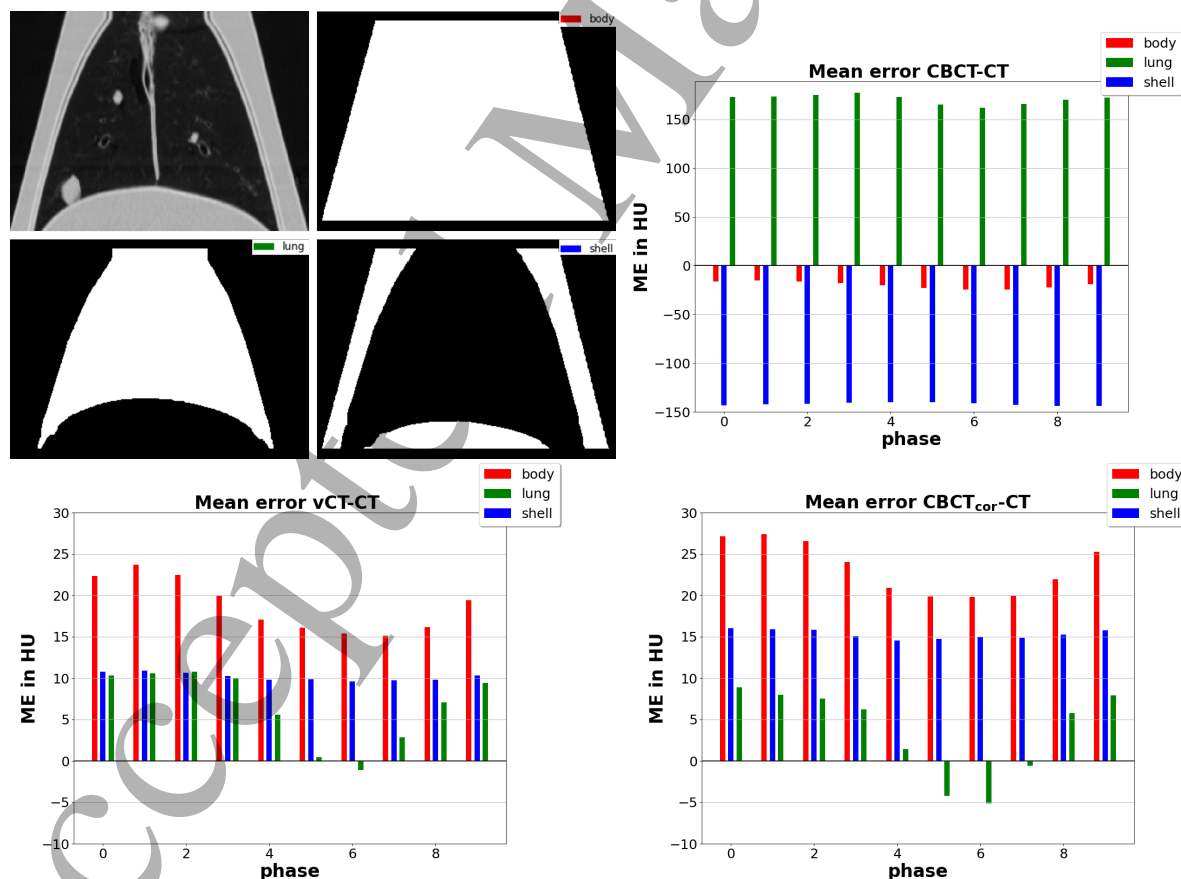 body
lung
shell
Mean error CBCT-CT
body
lung
shell
ME in HU
150
100
50
0
−50
−100
−150
0 2 4 6 8
phase
Mean error vCT-CT
body
lung
shell
ME in HU
30
25
20
15
10
5
0
−5
−10
0 2 4 6 8
phase
Mean error CBCTcor-CT
body
lung
shell
ME in HU
30
25
20
15
10
5
0
−5
−10
0 2 4 6 8
phase
ccepted Ma